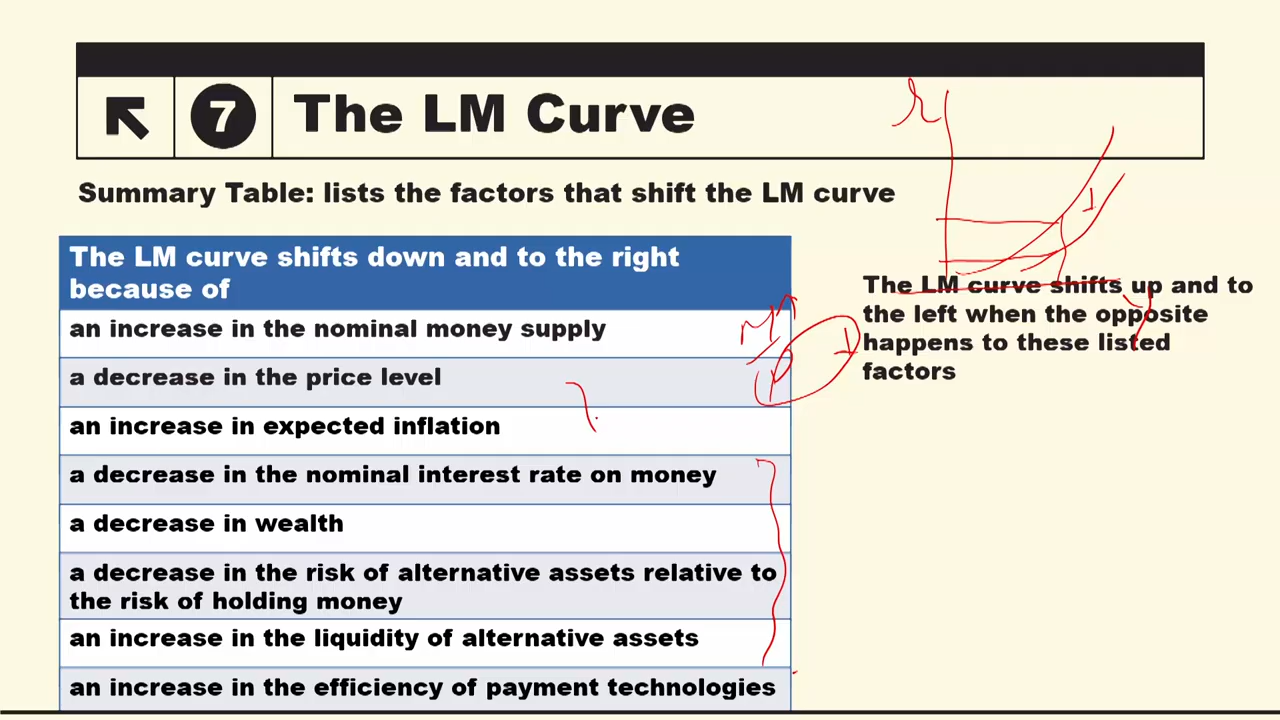 7
The LM Curve
Summary Table: lists the factors that shift the LM curve
The LM curve shifts down and to the right
because of
an increase in the nominal money supply
a decrease in the price level
an increase in expected inflation
a decrease in the nominal interest rate on money
a decrease in wealth
a decrease in the risk of alternative assets relative to
the risk of holding money
an increase in the liquidity of alternative assets
an increase in the efficiency of payment technologies
r
The LM curve shifts up and to
the left when the opposite
happens to these listed
factors
M
P
y